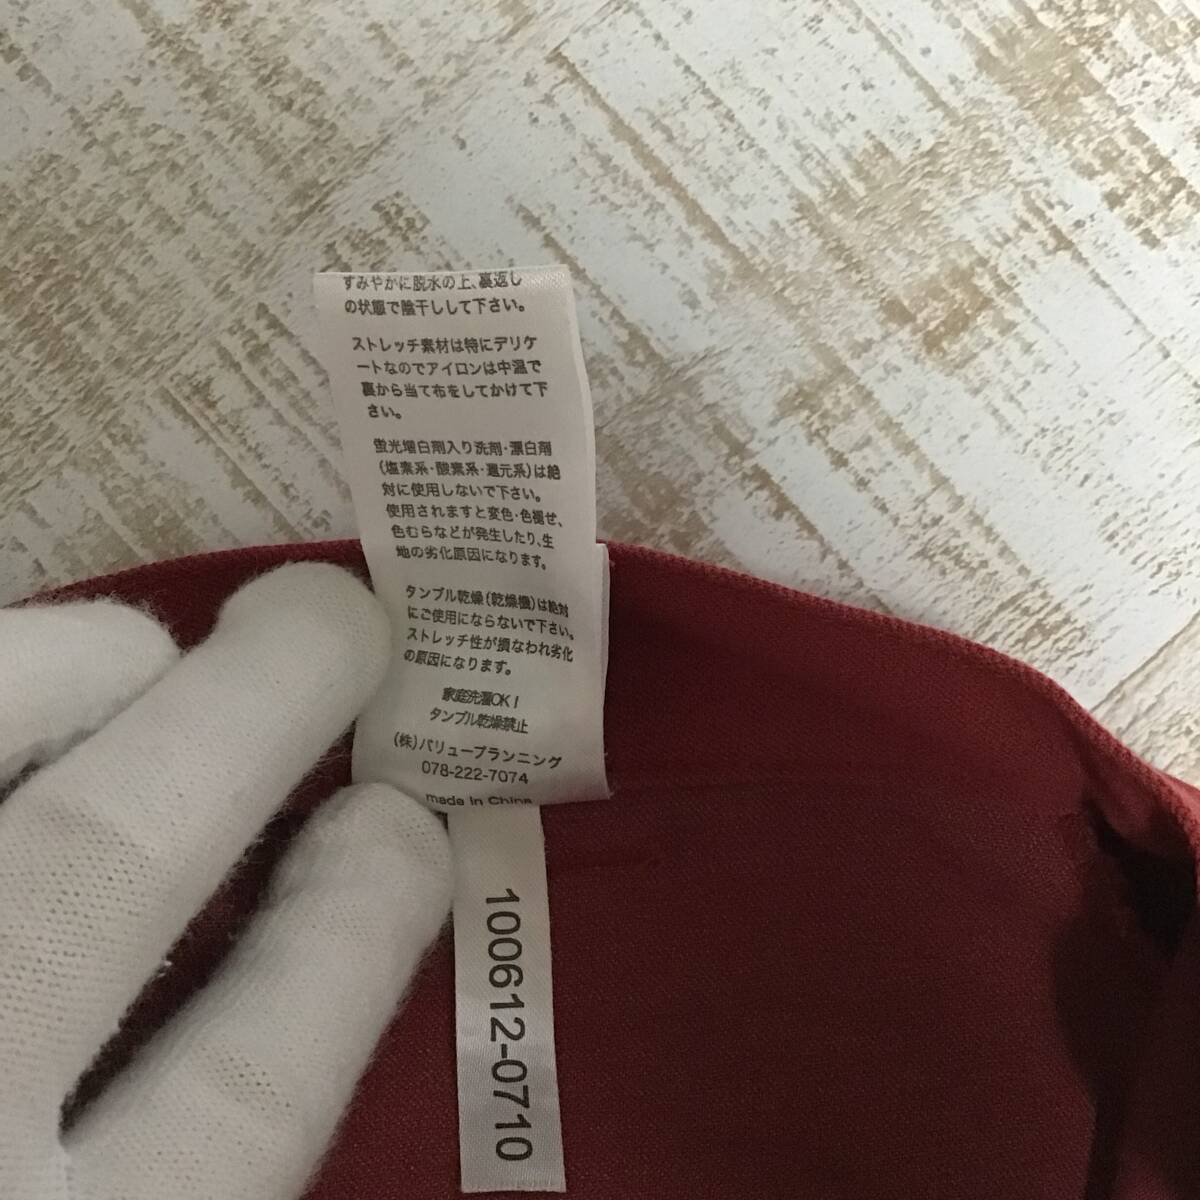 すみやかに脱水の上、裏返し
の状態で陰干しして下さい。
ストレッチ素材は特にデリケ
ートなのでアイロンは中温で
裏から当て布をしてかけて下
さい。
蛍光増白剤入り洗剤・漂白剤
(塩素系・酸素系・還元系)は絶
対に使用しないで下さい。
使用されますと変色・色褪せ、
色むらなどが発生したり、生
地の劣化原因になります。
タンブル乾燥(乾燥機)は絶対
にご使用にならないで下さい。
ストレッチ性が損なわれ劣化
の原因になります。
家庭洗濯OK!
タンブル乾燥禁止
(株)バリュープランニング
078-222-7074
made in China
100612-0710